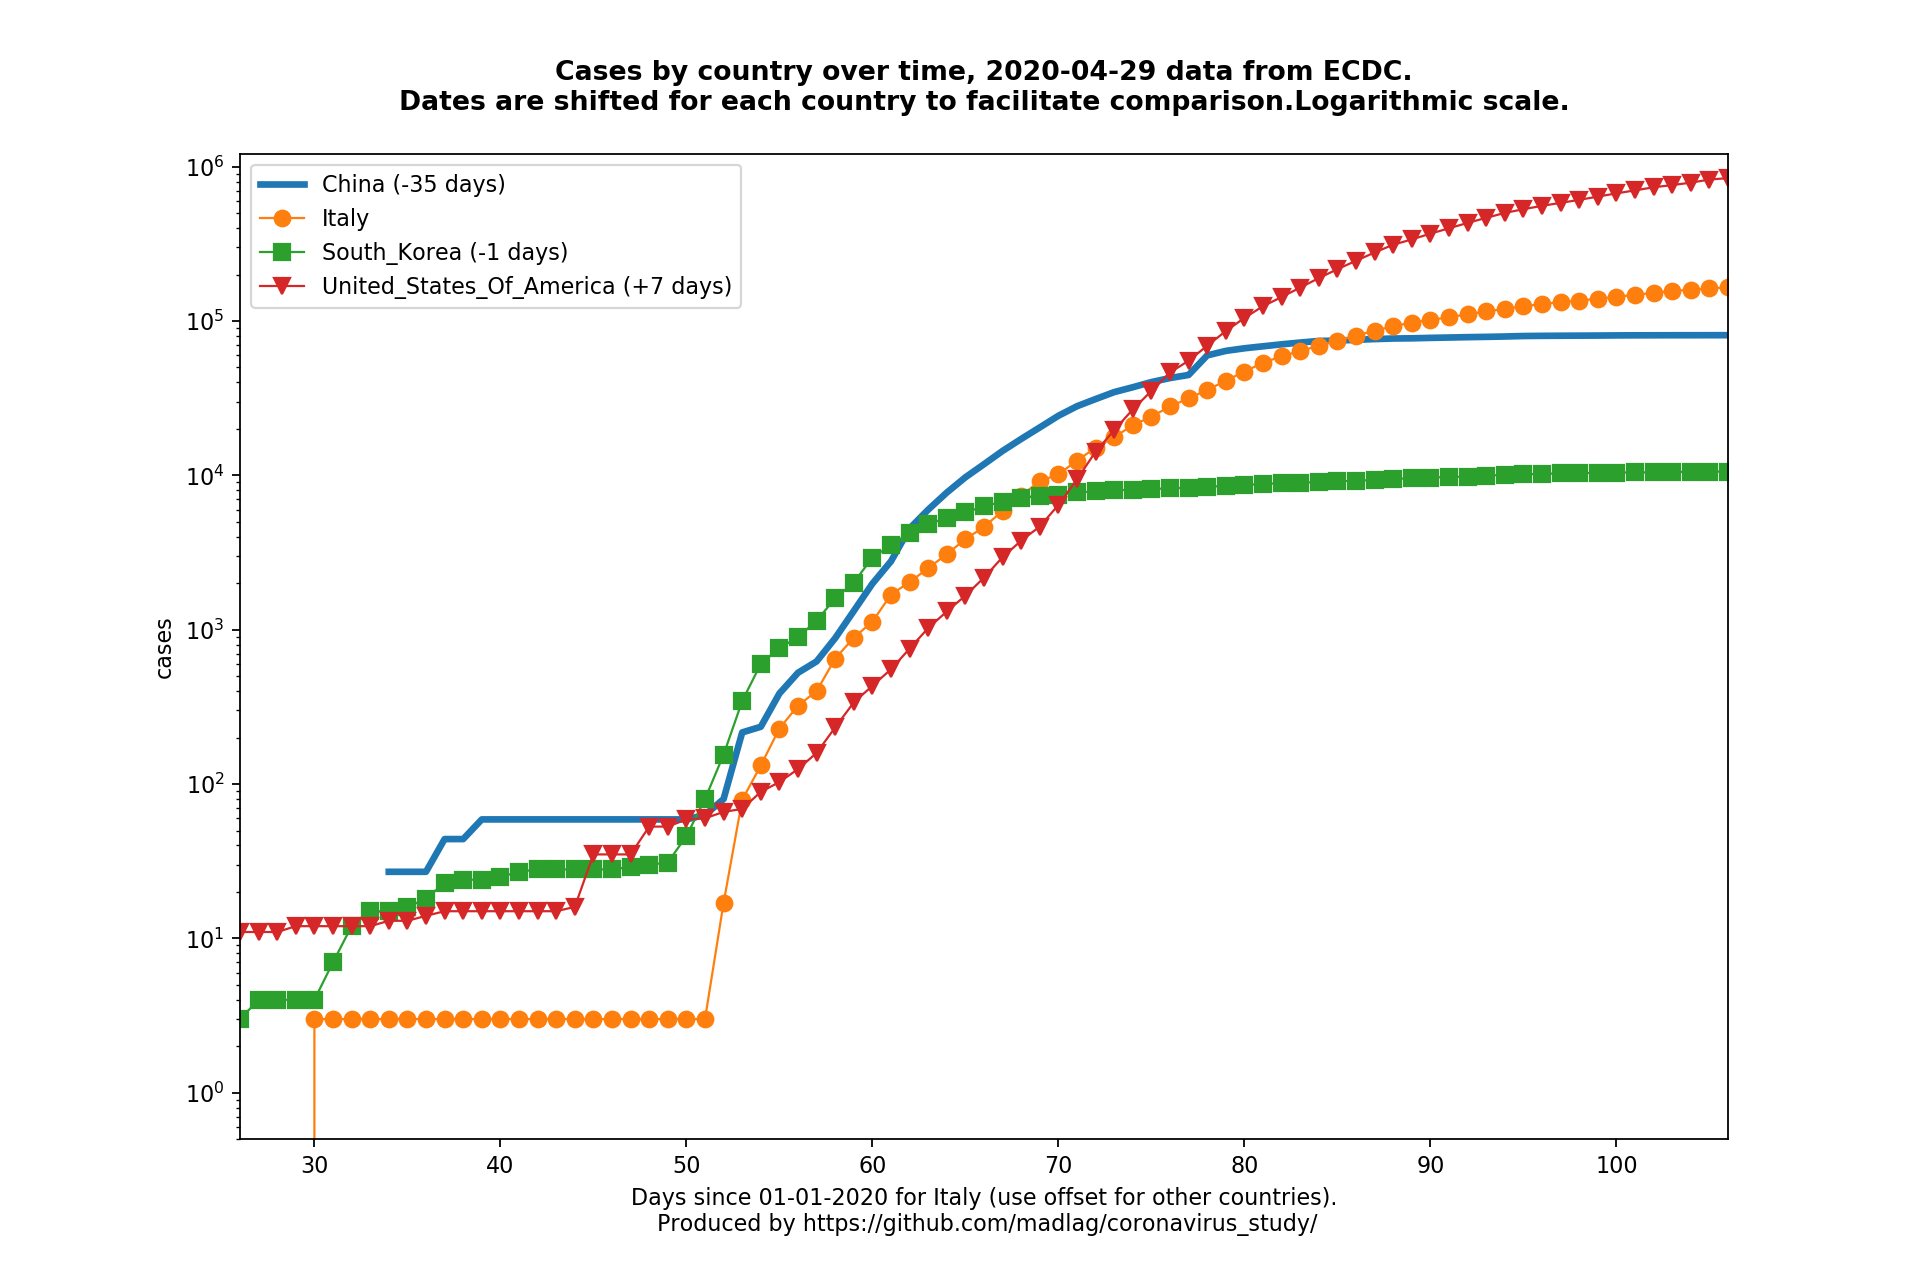 Cases by country over time, 2020-04-29 data from ECDC.
Dates are shifted for each country to facilitate comparison.Logarithmic scale.
China (-35 days)
Italy
South_Korea (-1 days)
United_States_Of_America (+7 days)
cases
10^6
10^5
10^4
10^3
10^2
10^1
10^0
30 40 50 60 70 80 90 100
Days since 01-01-2020 for Italy (use offset for other countries).
Produced by https://github.com/madlag/coronavirus_study/